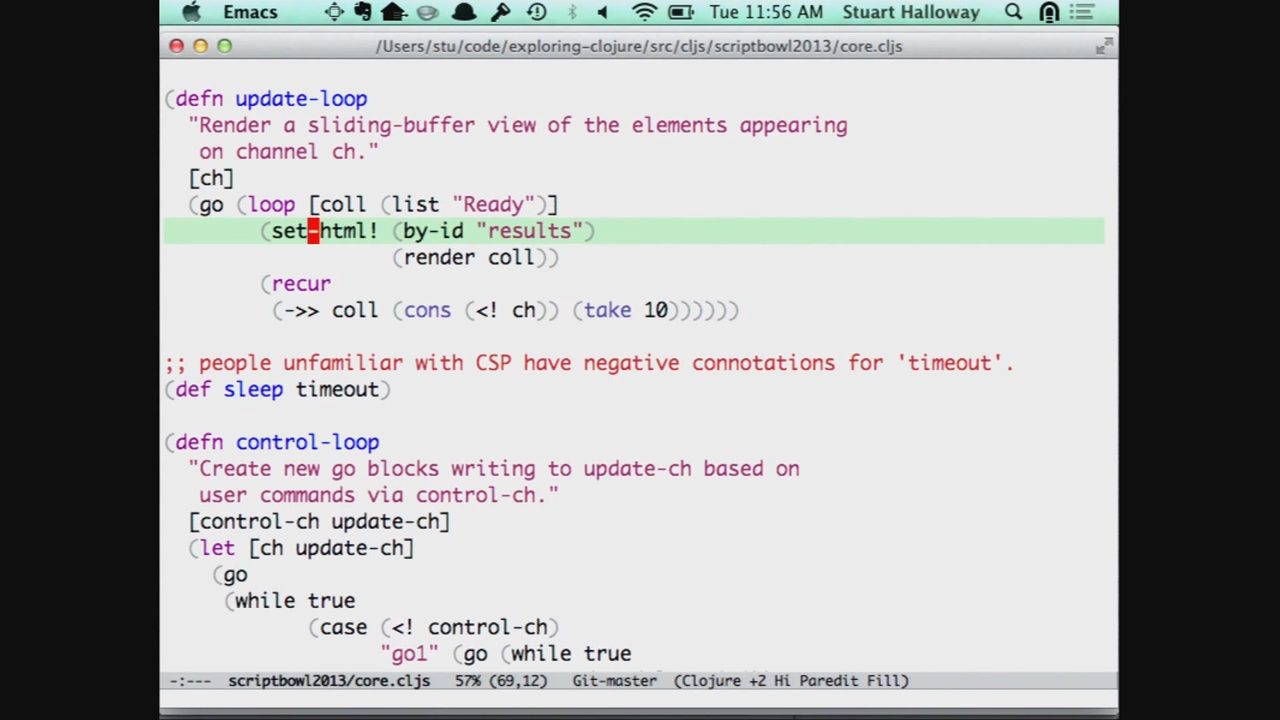 Emacs Tue 11:56 AM Stuart Halloway
/Users/stu/code/exploring-clojure/src/cljs/scriptbowl2013/core.cljs
(defn update-loop
"Render a sliding-buffer view of the elements appearing
on channel ch."
[ch]
(go (loop [coll (list "Ready")]
(set-html! (by-id "results")
(render coll))
(recur
(->> coll (cons (<! ch)) (take 10))))))
;; people unfamiliar with CSP have negative connotations for 'timeout'.
(def sleep timeout)
(defn control-loop
"Create new go blocks writing to update-ch based on
user commands via control-ch."
[control-ch update-ch]
(let [ch update-ch]
(go
(while true
(case (<! control-ch)
"go1" (go (while true
-:--- scriptbowl2013/core.cljs 57% (69,12) Git-master (Clojure +2 Hi Paredit Fill)